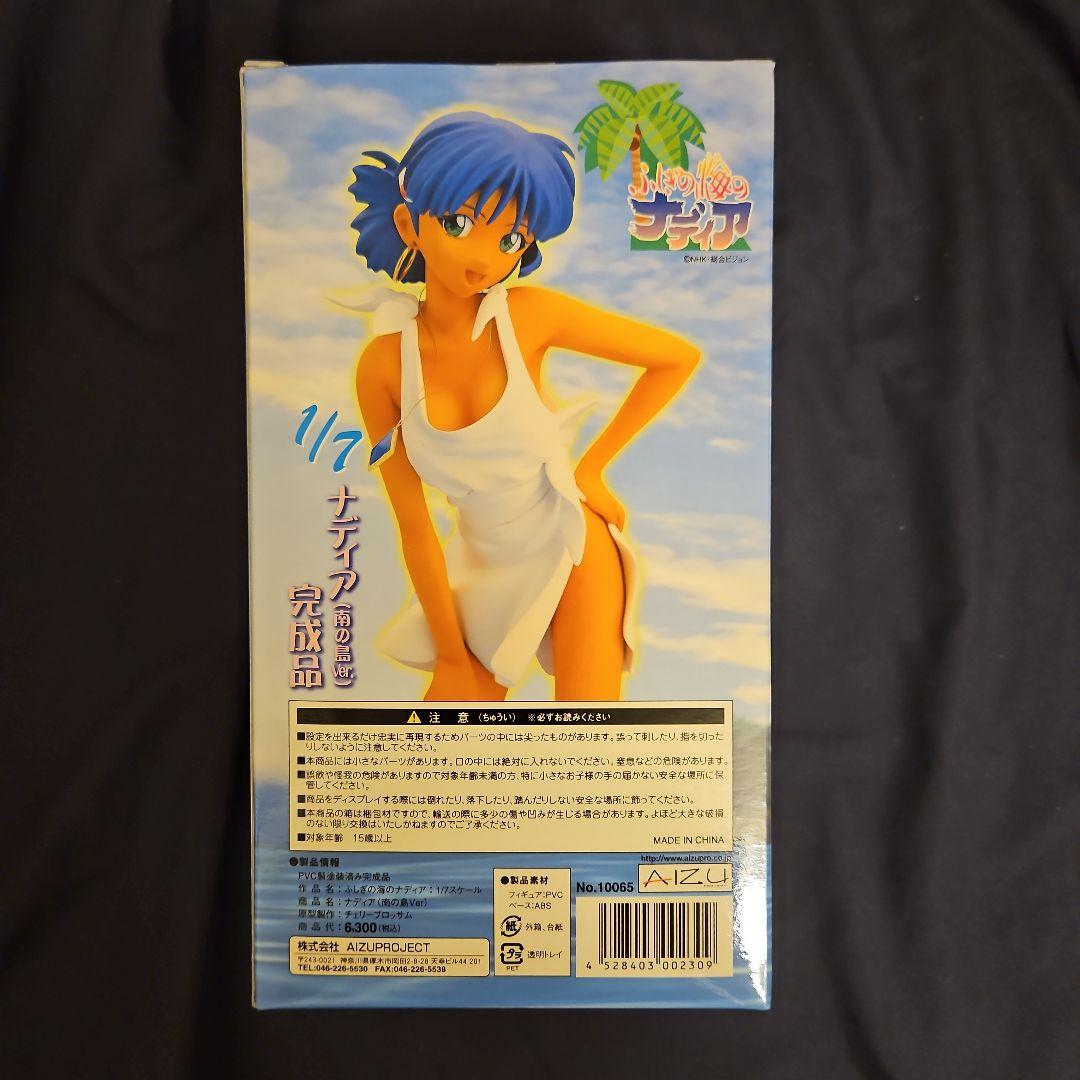 ふしぎの海の
ナディア
©NHK・総合ビジョン
1/7
ナディア(南の島Ver.)
完成品
⚠ 注 意 (ちゅうい) ※必ずお読みください
■設定を出来るだけ忠実に再現するためパーツの中には尖ったものがあります。誤って刺したり、指を切った
りしないように注意してください。
■本商品には小さなパーツがあります。口の中には絶対に入れないでください。窒息などの危険があります。
■誤飲や怪我の危険がありますので対象年齢未満の方、特に小さなお子様の手の届かない安全な場所に保
管してください。
■商品をディスプレイする際には倒れたり、落下したり、踏んだりしない安全な場所に飾ってください。
■本商品の箱は梱包材ですので、輸送の際に多少の傷や凹みが生じる場合があります。よほど大きな破損
のない限り交換はいたしかねますのでご了承ください。
■対象年齢 15歳以上
MADE IN CHINA
●製品情報
PVC製塗装済み完成品
作 品 名：ふしぎの海のナディア：1/7スケール
商 品 名：ナディア(南の島Ver)
原型製作：チェリーブロッサム
商 品 代：6,300(税込)
株式会社 AIZUPROJECT
〒243-0021 神奈川県厚木市岡田2-8-28 天幸ビル44 201
TEL:046-226-5530 FAX:046-226-5538
●製品素材
フィギュア：PVC
ベース：ABS
紙 外箱、台紙
プラ 透明トレイ
PET
http://www.aizupro.co.jp
No.10065
AIZU
4 528403 002309